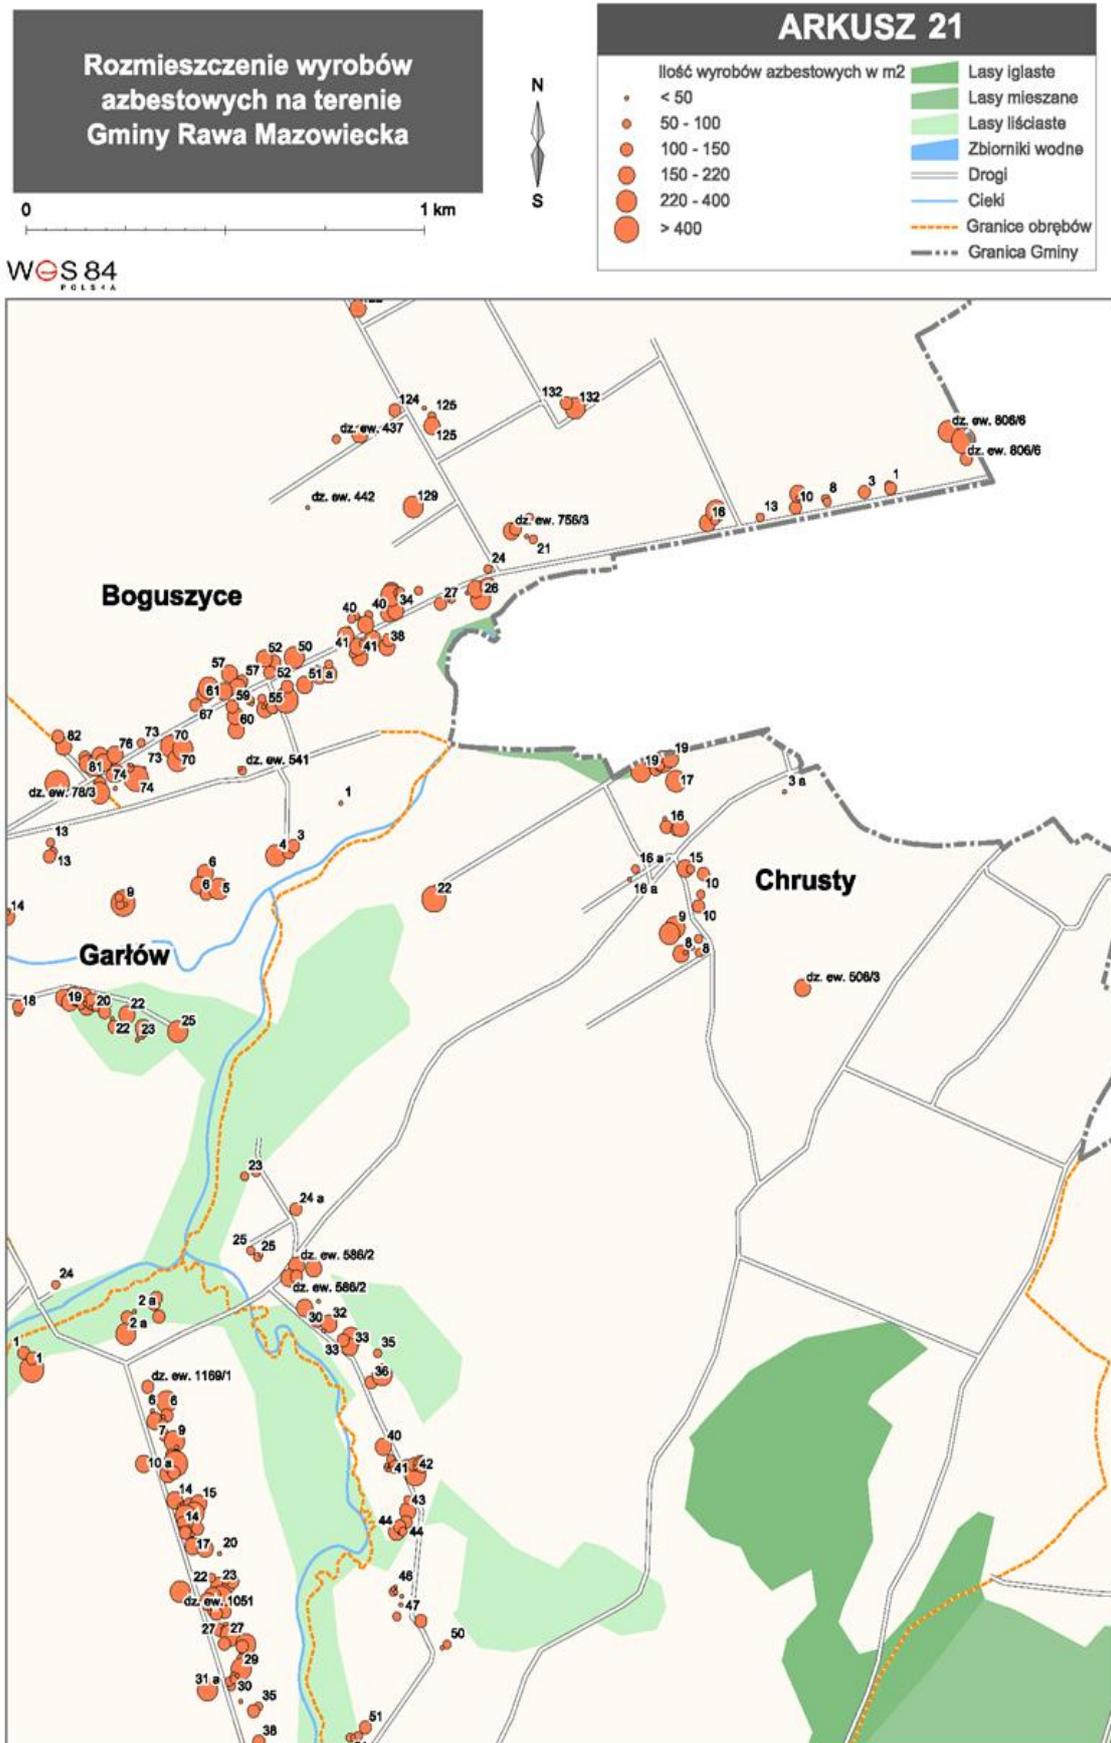 Rozmieszczenie wyrobów
azbestowych na terenie
Gminy Rawa Mazowiecka
0
1 km
WGS 84
POLSKA
N
S
ARKUSZ 21
Ilość wyrobów azbestowych w m2
< 50
50 - 100
100 - 150
150 - 220
220 - 400
> 400
Lasy iglaste
Lasy mieszane
Lasy liściaste
Zbiorniki wodne
Drogi
Cieki
Granice obrębów
Granica Gminy
124
125
132
132
dz. ew. 437
125
dz. ew. 806/6
dz. ew. 806/6
1
3
8
10
13
16
dz. ew. 442
129
dz. ew. 756/3
21
24
Boguszyce
27
26
40
40
34
41
41
38
52
50
57
57
52
51 a
61
59
55
67
60
82
76
73
70
81
73
70
74
74
dz. ew. 78/3
dz. ew. 541
19
19
17
3 a
1
13
13
4
3
16
6
6
5
16 a
15
16 a
10
Chrusty
9
22
14
10
9
8
8
Garłów
dz. ew. 506/3
18
19
20
22
22
23
25
23
24 a
25
25
dz. ew. 586/2
dz. ew. 586/2
24
2 a
2 a
30
32
33
33
35
1
1
36
dz. ew. 1169/1
6
6
7
9
40
10 a
41
42
14
15
43
14
44
44
17
20
22
23
46
dz. ew. 1051
47
27
27
50
29
31 a
30
35
51
38